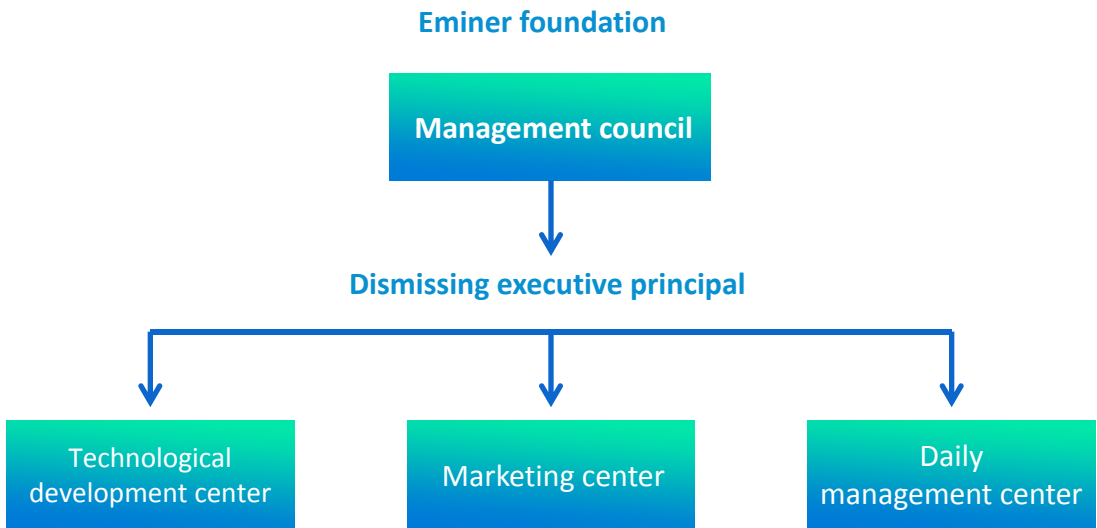 Eminer foundation
Management council
Dismissing executive principal
Technological
development center
Marketing center
Daily
management center